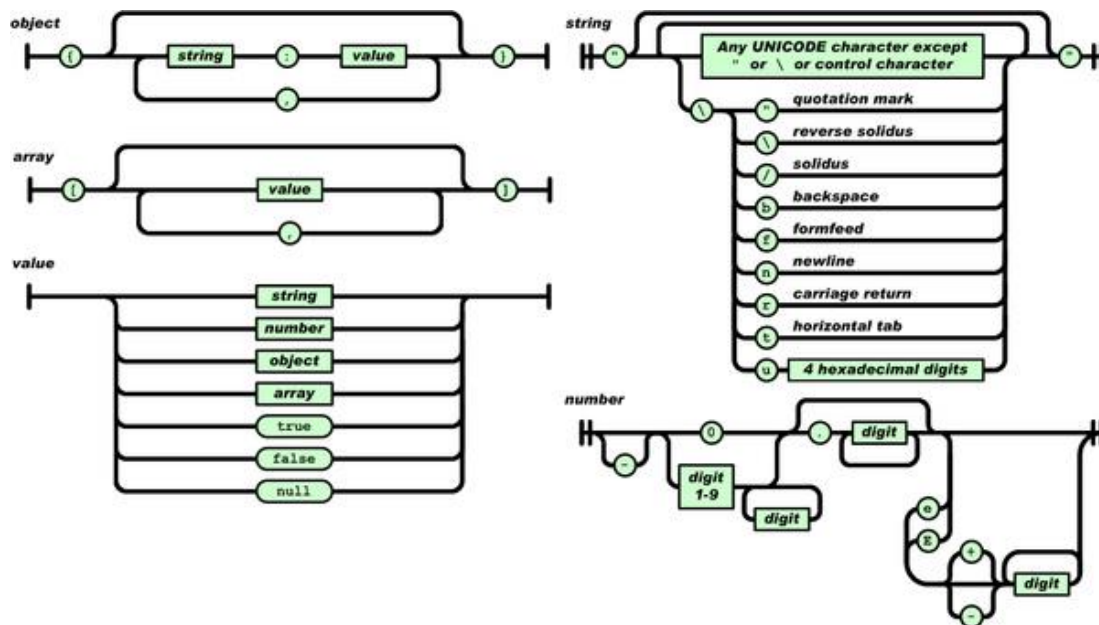 object
{ string : value }
,
array
[ value ]
,
value
string
number
object
array
true
false
null
string
" Any UNICODE character except "
" or \ or control character
\ " quotation mark
\ reverse solidus
/ solidus
b backspace
f formfeed
n newline
r carriage return
t horizontal tab
u 4 hexadecimal digits
number
0 . digit
-
digit
1-9
digit
e
E
+
digit
-